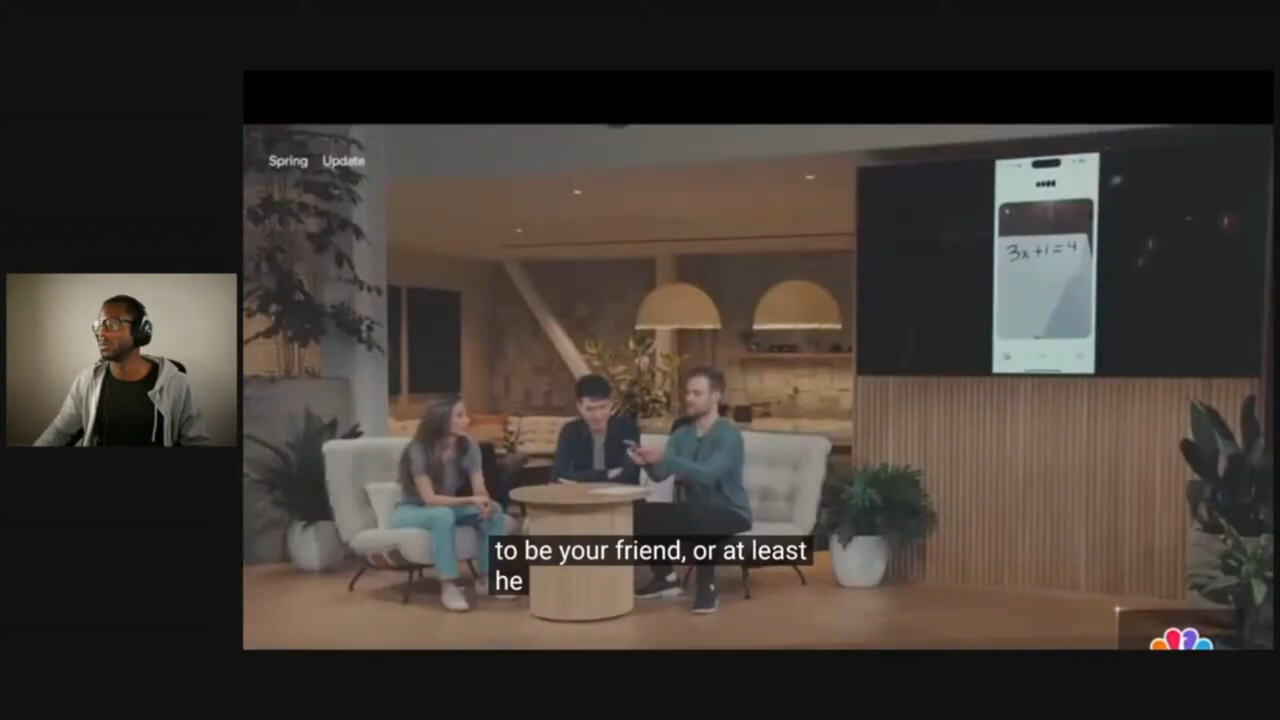 Spring Update
3x+1=4
to be your friend, or at least
he